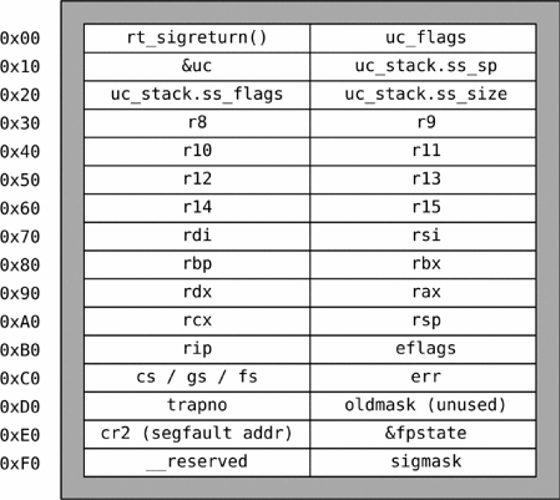 0x00 rt_sigreturn() uc_flags
0x10 &uc uc_stack.ss_sp
0x20 uc_stack.ss_flags uc_stack.ss_size
0x30 r8 r9
0x40 r10 r11
0x50 r12 r13
0x60 r14 r15
0x70 rdi rsi
0x80 rbp rbx
0x90 rdx rax
0xA0 rcx rsp
0xB0 rip eflags
0xC0 cs / gs / fs err
0xD0 trapno oldmask (unused)
0xE0 cr2 (segfault addr) &fpstate
0xF0 __reserved sigmask